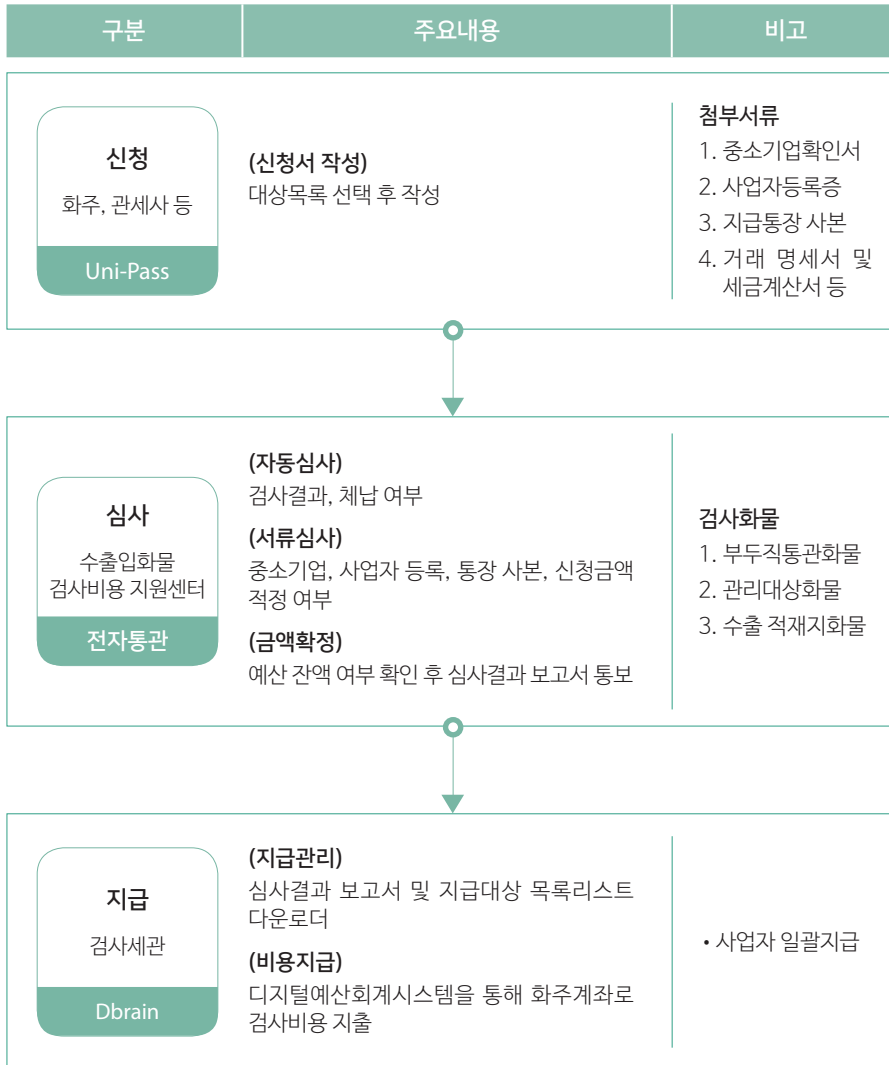 구분
주요내용
비고
신청
화주, 관세사 등
Uni-Pass
(신청서 작성)
대상목록 선택 후 작성
첨부서류
1. 중소기업확인서
2. 사업자등록증
3. 지급통장 사본
4. 거래 명세서 및
세금계산서 등
심사
수출입화물
검사비용 지원센터
전자통관
(자동심사)
검사결과, 체납 여부
(서류심사)
중소기업, 사업자 등록, 통장 사본, 신청금액
적정 여부
(금액확정)
예산 잔액 여부 확인 후 심사결과 보고서 통보
검사화물
1. 부두직통관화물
2. 관리대상화물
3. 수출 적재지화물
지급
검사세관
Dbrain
(지급관리)
심사결과 보고서 및 지급대상 목록리스트
다운로더
(비용지급)
디지털예산회계시스템을 통해 화주계좌로
검사비용 지출
• 사업자 일괄지급